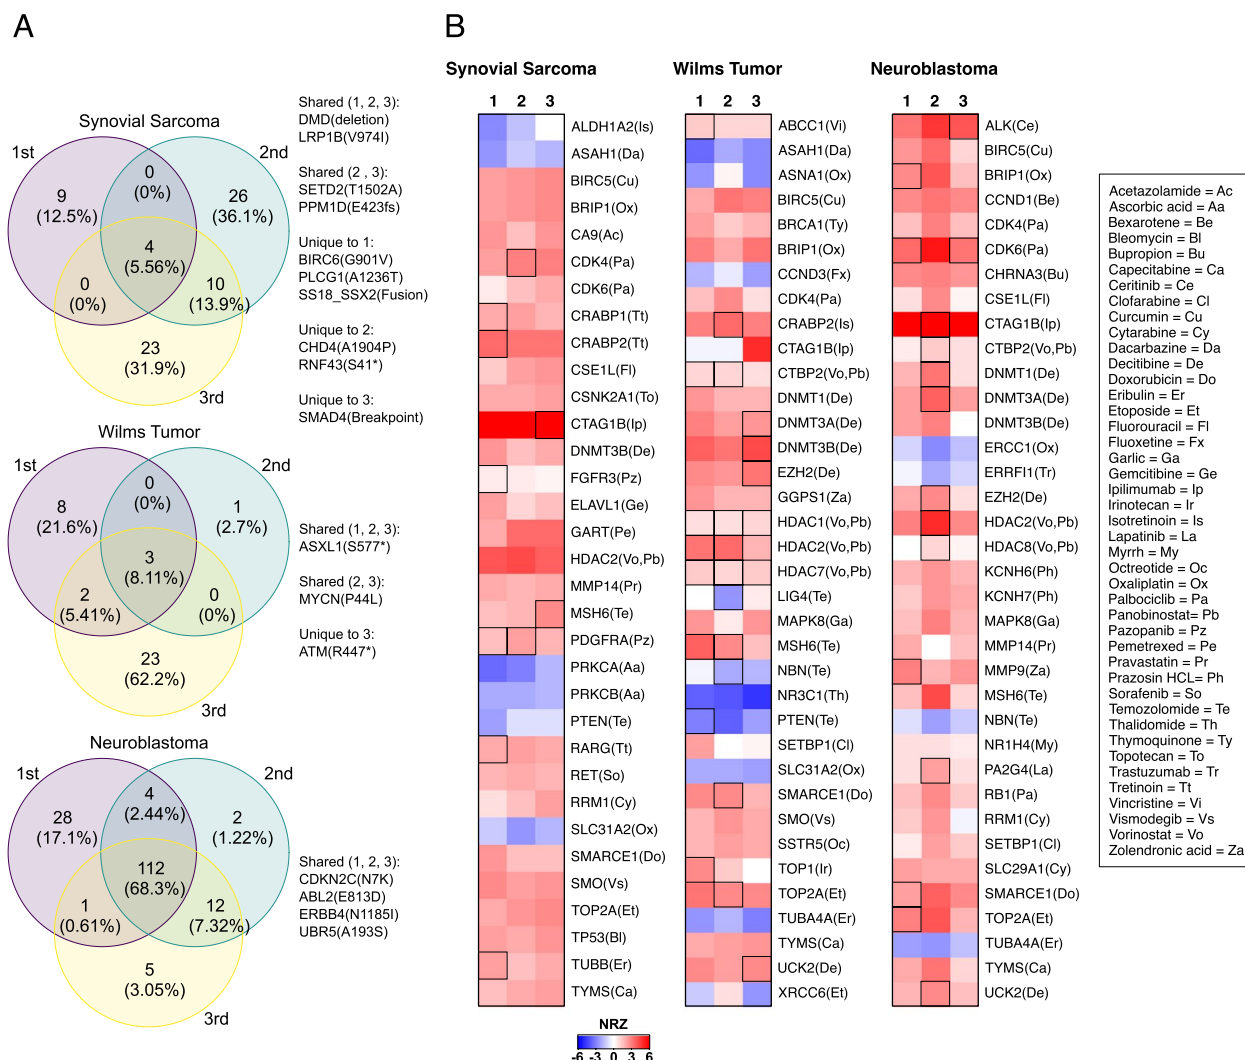 A
B
Synovial Sarcoma
1st
2nd
0
(0%)
9
(12.5%)
26
(36.1%)
4
(5.56%)
0
(0%)
10
(13.9%)
23
(31.9%)
3rd
Shared (1, 2, 3):
DMD(deletion)
LRP1B(V974I)
Shared (2 , 3):
SETD2(T1502A)
PPM1D(E423fs)
Unique to 1:
BIRC6(G901V)
PLCG1(A1236T)
SS18_SSX2(Fusion)
Unique to 2:
CHD4(A1904P)
RNF43(S41*)
Unique to 3:
SMAD4(Breakpoint)
Wilms Tumor
1st
2nd
0
(0%)
8
(21.6%)
1
(2.7%)
3
(8.11%)
2
(5.41%)
0
(0%)
23
(62.2%)
3rd
Shared (1, 2, 3):
ASXL1(S577*)
Shared (2, 3):
MYCN(P44L)
Unique to 3:
ATM(R447*)
Neuroblastoma
1st
2nd
4
(2.44%)
28
(17.1%)
2
(1.22%)
112
(68.3%)
1
(0.61%)
12
(7.32%)
5
(3.05%)
3rd
Shared (1, 2, 3):
CDKN2C(N7K)
ABL2(E813D)
ERBB4(N1185I)
UBR5(A193S)
Synovial Sarcoma
1 2 3
ALDH1A2(Is)
ASAH1(Da)
BIRC5(Cu)
BRIP1(Ox)
CA9(Ac)
CDK4(Pa)
CDK6(Pa)
CRABP1(Tt)
CRABP2(Tt)
CSE1L(Fl)
CSNK2A1(To)
CTAG1B(Ip)
DNMT3B(De)
FGFR3(Pz)
ELAVL1(Ge)
GART(Pe)
HDAC2(Vo,Pb)
MMP14(Pr)
MSH6(Te)
PDGFRA(Pz)
PRKCA(Aa)
PRKCB(Aa)
PTEN(Te)
RARG(Tt)
RET(So)
RRM1(Cy)
SLC31A2(Ox)
SMARCE1(Do)
SMO(Vs)
TOP2A(Et)
TP53(Bl)
TUBB(Er)
TYMS(Ca)
Wilms Tumor
1 2 3
ABCC1(Vi)
ASAH1(Da)
ASNA1(Ox)
BIRC5(Cu)
BRCA1(Ty)
BRIP1(Ox)
CCND3(Fx)
CDK4(Pa)
CRABP2(Is)
CTAG1B(Ip)
CTBP2(Vo,Pb)
DNMT1(De)
DNMT3A(De)
DNMT3B(De)
EZH2(De)
GGPS1(Za)
HDAC1(Vo,Pb)
HDAC2(Vo,Pb)
HDAC7(Vo,Pb)
LIG4(Te)
MAPK8(Ga)
MSH6(Te)
NBN(Te)
NR3C1(Th)
PTEN(Te)
SETBP1(Cl)
SLC31A2(Ox)
SMARCE1(Do)
SMO(Vs)
SSTR5(Oc)
TOP1(Ir)
TOP2A(Et)
TUBA4A(Er)
TYMS(Ca)
UCK2(De)
XRCC6(Et)
Neuroblastoma
1 2 3
ALK(Ce)
BIRC5(Cu)
BRIP1(Ox)
CCND1(Be)
CDK4(Pa)
CDK6(Pa)
CHRNA3(Bu)
CSE1L(Fl)
CTAG1B(Ip)
CTBP2(Vo,Pb)
DNMT1(De)
DNMT3A(De)
DNMT3B(De)
ERCC1(Ox)
ERRFI1(Tr)
EZH2(De)
HDAC2(Vo,Pb)
HDAC8(Vo,Pb)
KCNH6(Ph)
KCNH7(Ph)
MAPK8(Ga)
MMP14(Pr)
MMP9(Za)
MSH6(Te)
NBN(Te)
NR1H4(My)
PA2G4(La)
RB1(Pa)
RRM1(Cy)
SETBP1(Cl)
SLC29A1(Cy)
SMARCE1(Do)
TOP2A(Et)
TUBA4A(Er)
TYMS(Ca)
UCK2(De)
Acetazolamide = Ac
Ascorbic acid = Aa
Bexarotene = Be
Bleomycin = Bl
Bupropion = Bu
Capecitabine = Ca
Ceritinib = Ce
Clofarabine = Cl
Curcumin = Cu
Cytarabine = Cy
Dacarbazine = Da
Decitibine = De
Doxorubicin = Do
Eribulin = Er
Etoposide = Et
Fluorouracil = Fl
Fluoxetine = Fx
Garlic = Ga
Gemcitibine = Ge
Ipilimumab = Ip
Irinotecan = Ir
Isotretinoin = Is
Lapatinib = La
Myrrh = My
Octreotide = Oc
Oxaliplatin = Ox
Palbociclib = Pa
Panobinostat= Pb
Pazopanib = Pz
Pemetrexed = Pe
Pravastatin = Pr
Prazosin HCL= Ph
Sorafenib = So
Temozolomide = Te
Thalidomide = Th
Thymoquinone = Ty
Topotecan = To
Trastuzumab = Tr
Tretinoin = Tt
Vincristine = Vi
Vismodegib = Vs
Vorinostat = Vo
Zolendronic acid = Za
NRZ
-6 -3 0 3 6